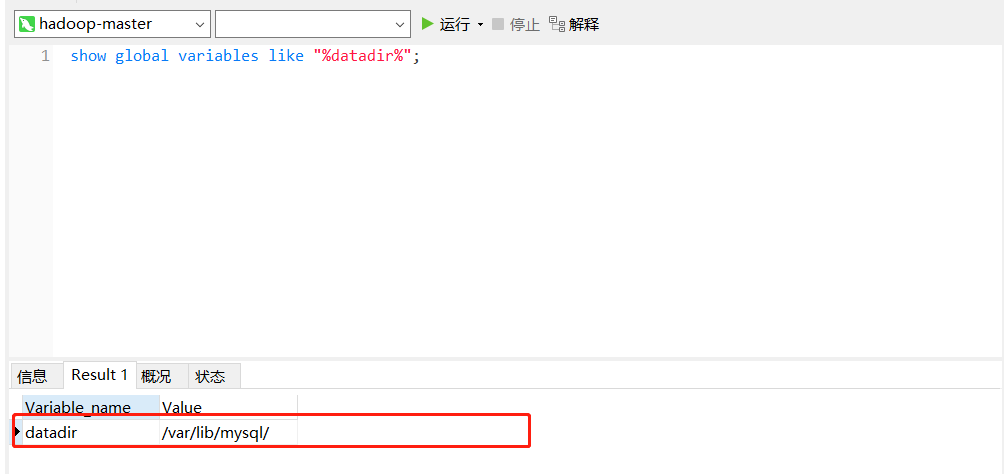 hadoop-master 运行 停止 解释
1 show global variables like "%datadir%";
信息 Result 1 概况 状态
Variable_name Value
datadir /var/lib/mysql/